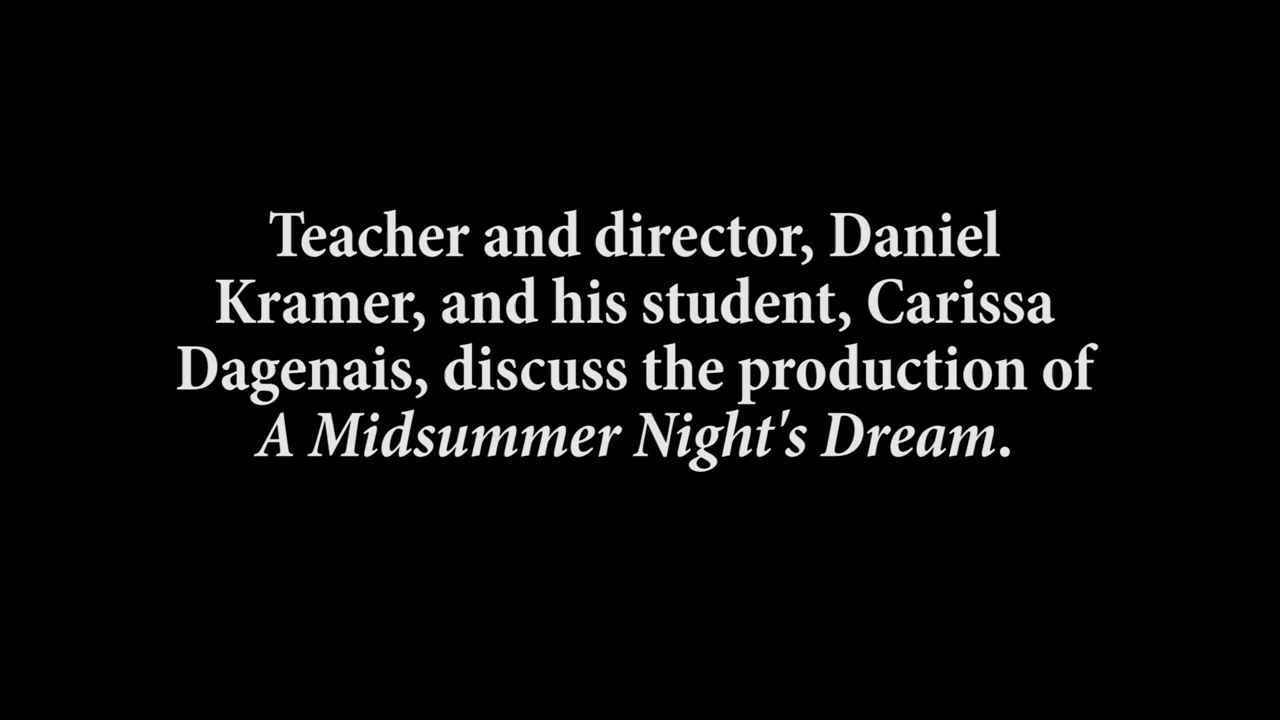 Teacher and director, Daniel
Kramer, and his student, Carissa
Dagenais, discuss the production of
A Midsummer Night's Dream.